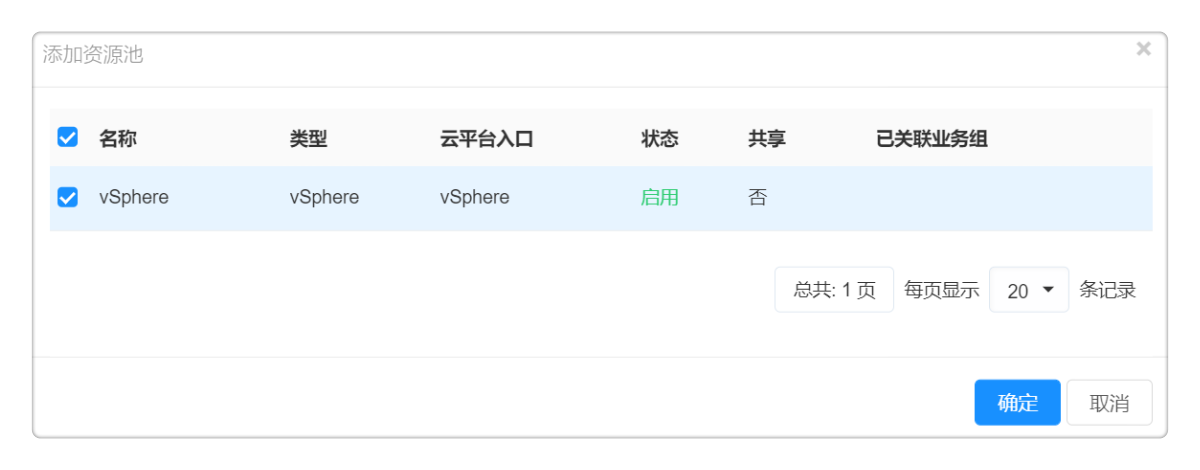 添加资源池
名称 类型 云平台入口 状态 共享 已关联业务组
vSphere vSphere vSphere 启用 否
总共: 1 页 每页显示 20 条记录
确定 取消